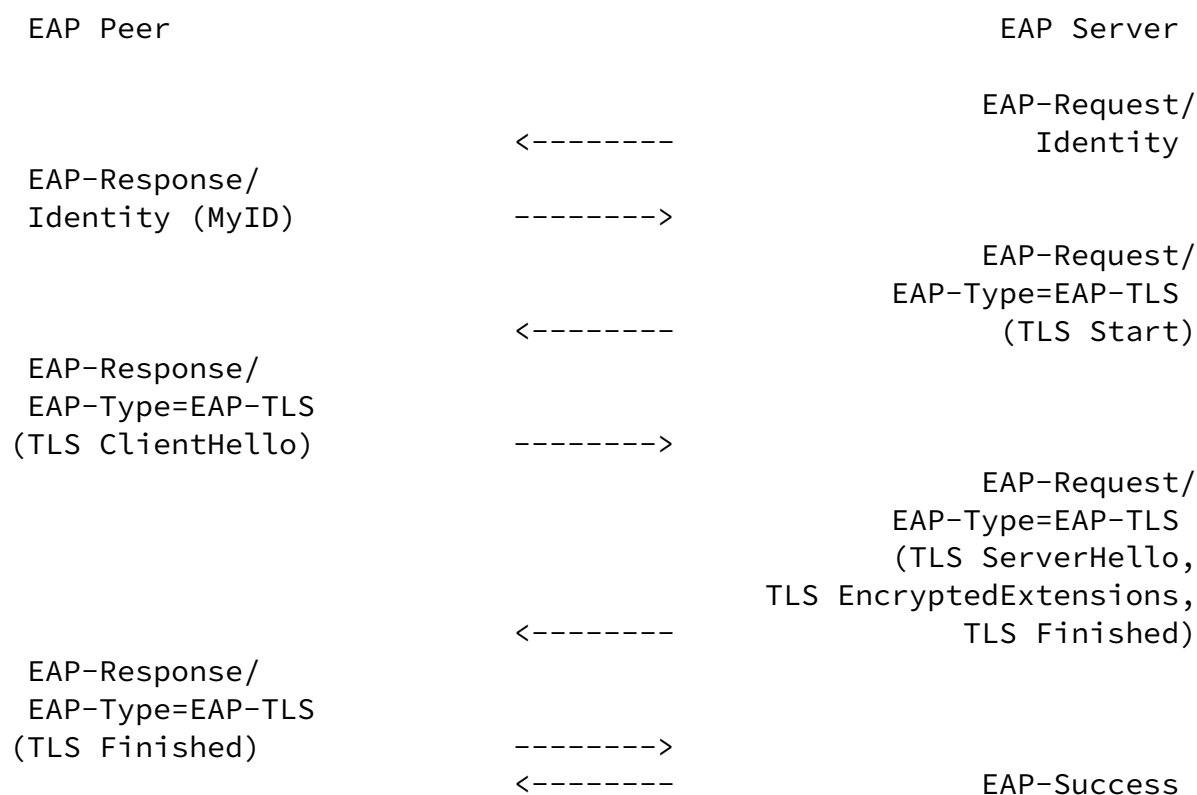 EAP Peer EAP Server
EAP-Request/
<-------- Identity
EAP-Response/
Identity (MyID) -------->
EAP-Request/
EAP-Type=EAP-TLS
<-------- (TLS Start)
EAP-Response/
EAP-Type=EAP-TLS
(TLS ClientHello) -------->
EAP-Request/
EAP-Type=EAP-TLS
(TLS ServerHello,
TLS EncryptedExtensions,
<-------- TLS Finished)
EAP-Response/
EAP-Type=EAP-TLS
(TLS Finished) -------->
<-------- EAP-Success